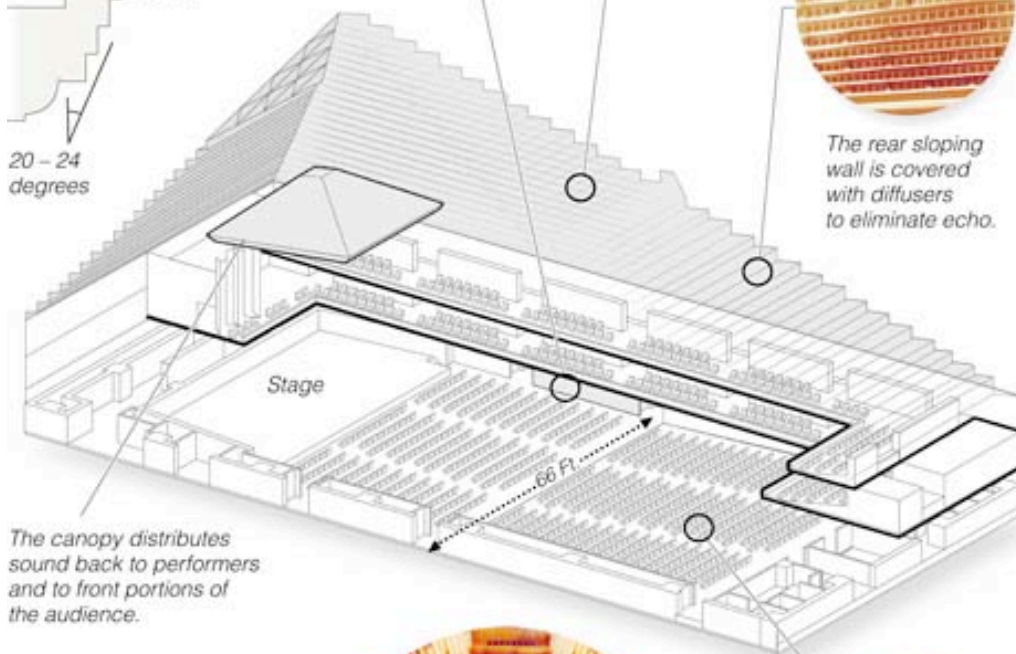 20 – 24
degrees
The rear sloping
wall is covered
with diffusers
to eliminate echo.
Stage
66 Ft
The canopy distributes
sound back to performers
and to front portions of
the audience.